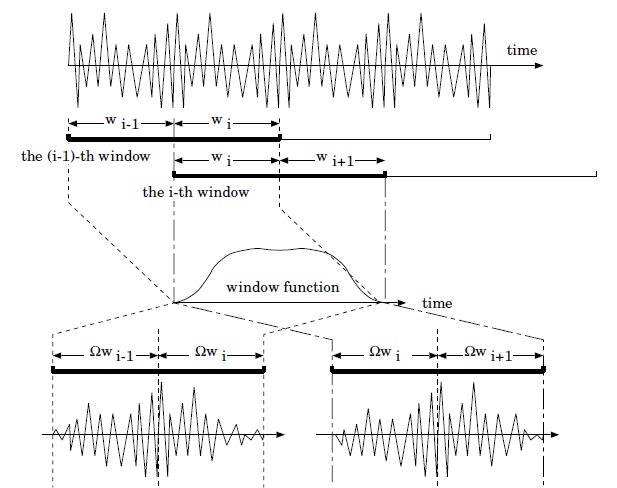 time
w i-1 w i
the (i-1)-th window
w i w i+1
the i-th window
window function
time
Ωw i-1 Ωw i Ωw i Ωw i+1